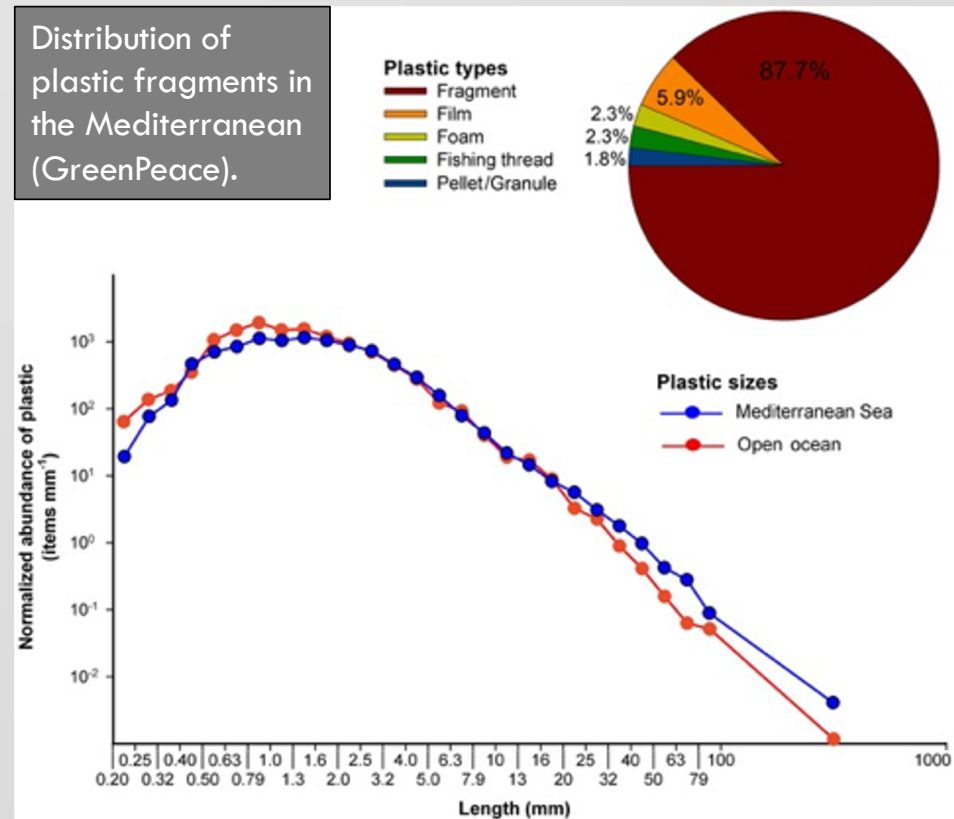 Distribution of
plastic fragments in
the Mediterranean
(GreenPeace).
Plastic types
Fragment
Film
Foam
Fishing thread
Pellet/Granule
87.7%
5.9%
2.3%
2.3%
1.8%
Plastic sizes
Mediterranean Sea
Open ocean
Normalized abundance of plastic
(items mm⁻¹)
10³
10²
10¹
10⁰
10⁻¹
10⁻²
0.25 0.40 0.63 1.0 1.6 2.5 4.0 6.3 10 16 25 40 63 100 1000
0.20 0.32 0.50 0.79 1.3 2.0 3.2 5.0 7.9 13 20 32 50 79
Length (mm)